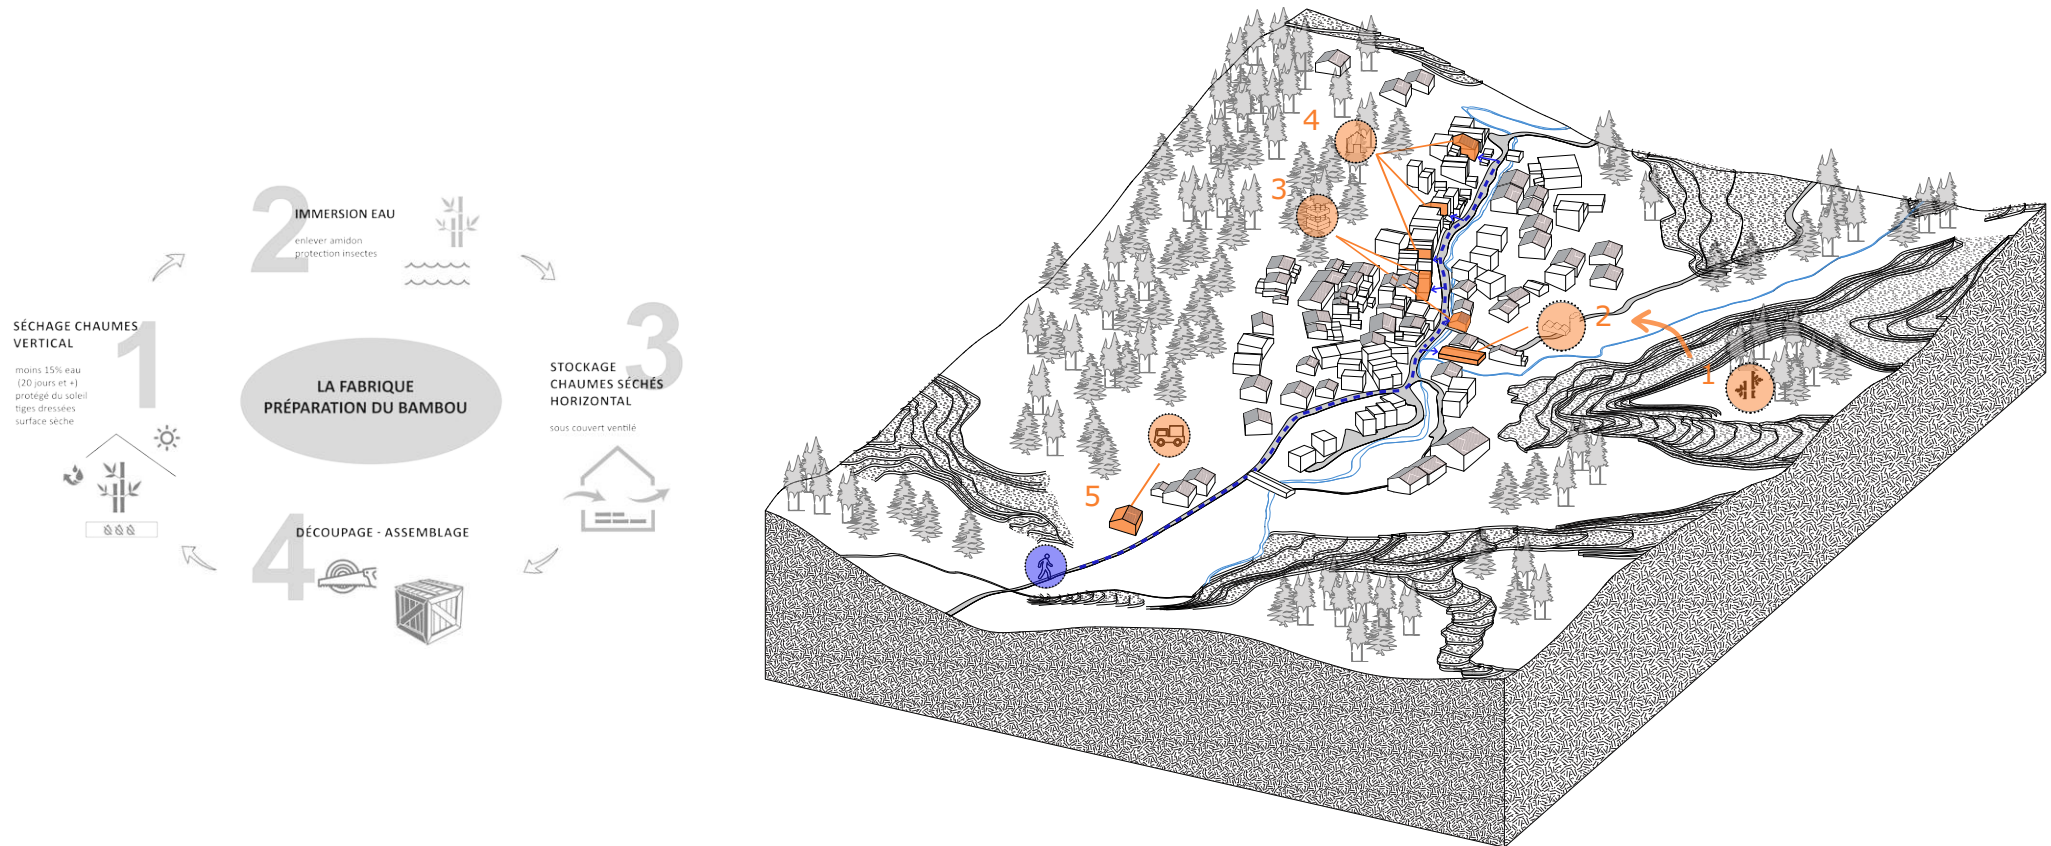 2
IMMERSION EAU
enlever amidon
protection insectes
1
SÉCHAGE CHAUMES
VERTICAL
moins 15% eau
(20 jours et +)
protégé du soleil
tiges dressées
surface sèche
3
STOCKAGE
CHAUMES SÉCHÉS
HORIZONTAL
sous couvert ventilé
LA FABRIQUE
PRÉPARATION DU BAMBOU
4
DÉCOUPAGE - ASSEMBLAGE
4
3
2
1
5